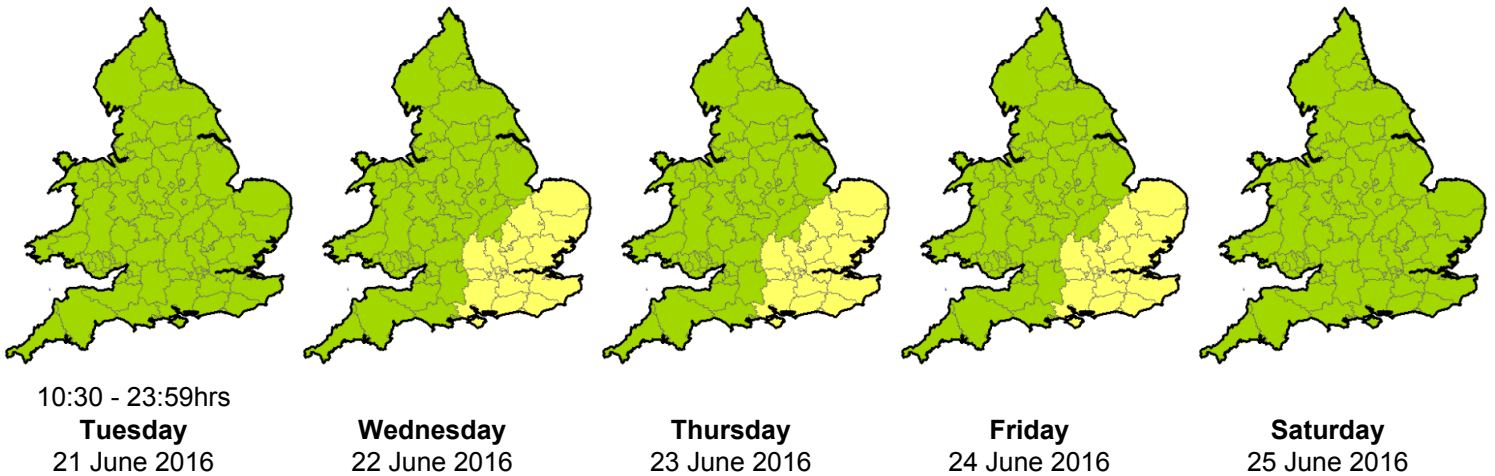 10:30 - 23:59hrs
Tuesday
21 June 2016
Wednesday
22 June 2016
Thursday
23 June 2016
Friday
24 June 2016
Saturday
25 June 2016